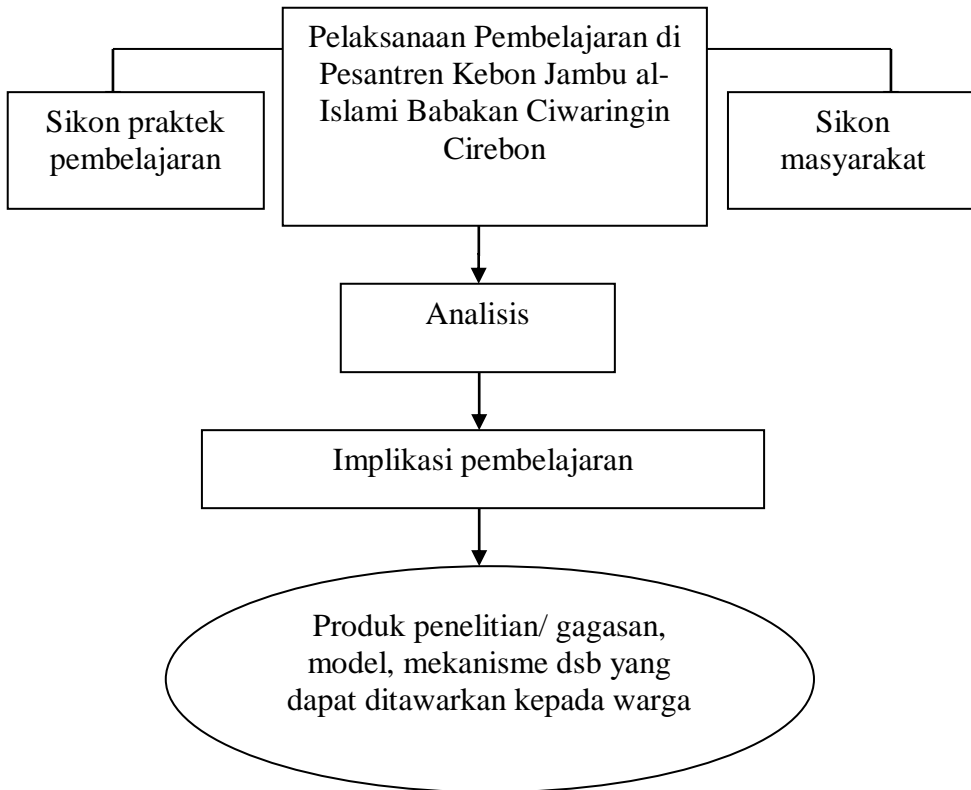 Pelaksanaan Pembelajaran di
Pesantren Kebon Jambu al-
Islami Babakan Ciwaringin
Cirebon
Sikon praktek
pembelajaran
Sikon
masyarakat
Analisis
Implikasi pembelajaran
Produk penelitian/ gagasan,
model, mekanisme dsb yang
dapat ditawarkan kepada warga